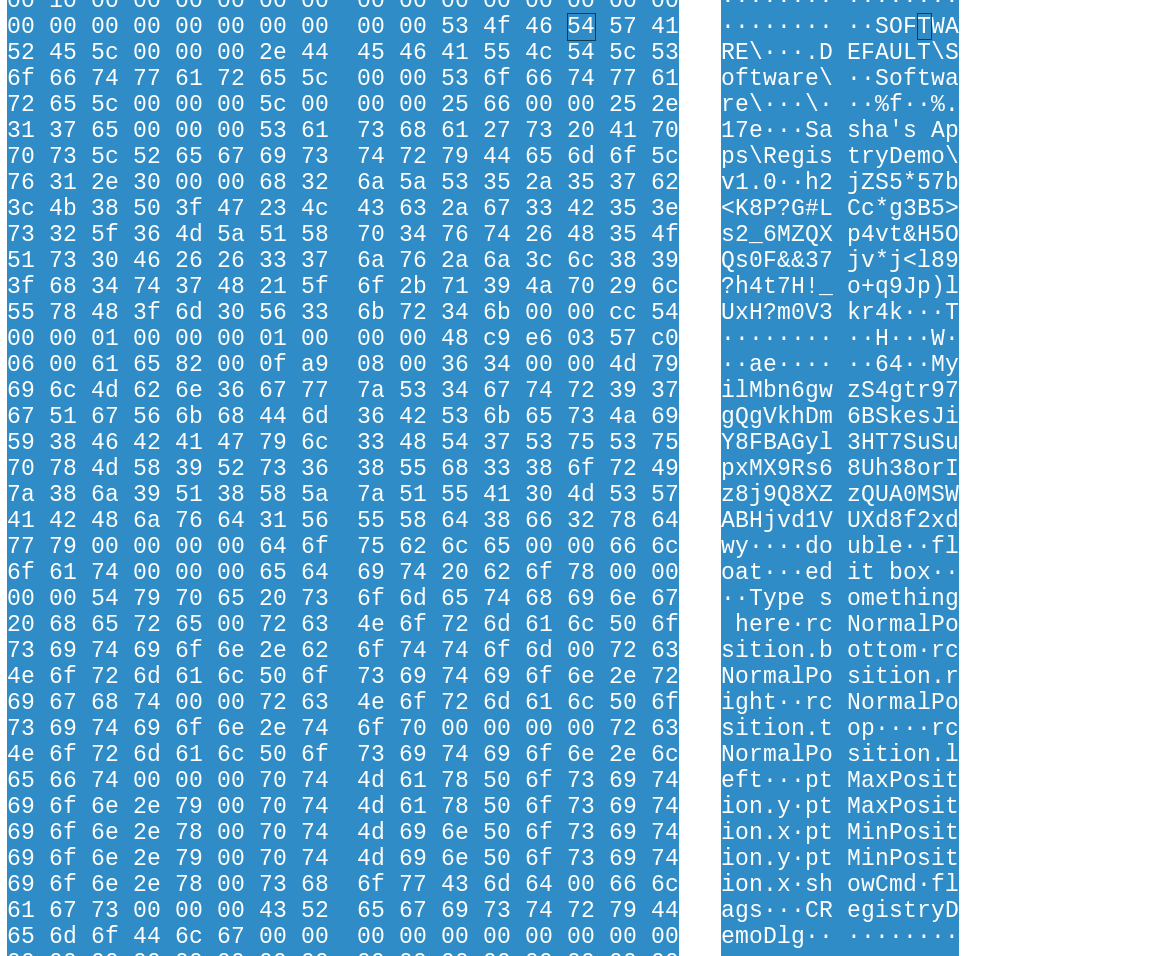 00 00 00 00 00 00 00 00  00 00 53 4f 46 54 57 41   ········ ··SOFTWA
52 45 5c 00 00 00 2e 44  45 46 41 55 4c 54 5c 53   RE\···.D EFAULT\S
6f 66 74 77 61 72 65 5c  00 00 53 6f 66 74 77 61   oftware\ ··Softwa
72 65 5c 00 00 00 5c 00  00 00 25 66 00 00 25 2e   re\···\· ··%f··%.
31 37 65 00 00 00 53 61  73 68 61 27 73 20 41 70   17e···Sa sha's Ap
70 73 5c 52 65 67 69 73  74 72 79 44 65 6d 6f 5c   ps\Regis tryDemo\
76 31 2e 30 00 00 68 32  6a 5a 53 35 2a 35 37 62   v1.0··h2 jZS5*57b
3c 4b 38 50 3f 47 23 4c  43 63 2a 67 33 42 35 3e   <K8P?G#L Cc*g3B5>
73 32 5f 36 4d 5a 51 58  70 34 76 74 26 48 35 4f   s2_6MZQX p4vt&H5O
51 73 30 46 26 26 33 37  6a 76 2a 6a 3c 6c 38 39   Qs0F&&37 jv*j<l89
3f 68 34 74 37 48 21 5f  6f 2b 71 39 4a 70 29 6c   ?h4t7H!_ o+q9Jp)l
55 78 48 3f 6d 30 56 33  6b 72 34 6b 00 00 cc 54   UxH?m0V3 kr4k···T
00 00 01 00 00 00 01 00  00 00 48 c9 e6 03 57 c0   ········ ··H···W·
06 00 61 65 82 00 0f a9  08 00 36 34 00 00 4d 79   ··ae···· ··64··My
69 6c 4d 62 6e 36 67 77  7a 53 34 67 74 72 39 37   ilMbn6gw zS4gtr97
67 51 67 56 6b 68 44 6d  36 42 53 6b 65 73 4a 69   gQgVkhDm 6BSkesJi
59 38 46 42 41 47 79 6c  33 48 54 37 53 75 53 75   Y8FBAGyl 3HT7SuSu
70 78 4d 58 39 52 73 36  38 55 68 33 38 6f 72 49   pxMX9Rs6 8Uh38orI
7a 38 6a 39 51 38 58 5a  7a 51 55 41 30 4d 53 57   z8j9Q8XZ zQUA0MSW
41 42 48 6a 76 64 31 56  55 58 64 38 66 32 78 64   ABHjvd1V UXd8f2xd
77 79 00 00 00 00 64 6f  75 62 6c 65 00 00 66 6c   wy····do uble··fl
6f 61 74 00 00 00 65 64  69 74 20 62 6f 78 00 00   oat···ed it box··
00 00 54 79 70 65 20 73  6f 6d 65 74 68 69 6e 67   ··Type s omething
20 68 65 72 65 00 72 63  4e 6f 72 6d 61 6c 50 6f    here·rc NormalPo
73 69 74 69 6f 6e 2e 62  6f 74 74 6f 6d 00 72 63   sition.b ottom·rc
4e 6f 72 6d 61 6c 50 6f  73 69 74 69 6f 6e 2e 72   NormalPo sition.r
69 67 68 74 00 00 72 63  4e 6f 72 6d 61 6c 50 6f   ight··rc NormalPo
73 69 74 69 6f 6e 2e 74  6f 70 00 00 00 00 72 63   sition.t op····rc
4e 6f 72 6d 61 6c 50 6f  73 69 74 69 6f 6e 2e 6c   NormalPo sition.l
65 66 74 00 00 00 70 74  4d 61 78 50 6f 73 69 74   eft···pt MaxPosit
69 6f 6e 2e 79 00 70 74  4d 61 78 50 6f 73 69 74   ion.y·pt MaxPosit
69 6f 6e 2e 78 00 70 74  4d 69 6e 50 6f 73 69 74   ion.x·pt MinPosit
69 6f 6e 2e 79 00 70 74  4d 69 6e 50 6f 73 69 74   ion.y·pt MinPosit
69 6f 6e 2e 78 00 73 68  6f 77 43 6d 64 00 66 6c   ion.x·sh owCmd·fl
61 67 73 00 00 00 43 52  65 67 69 73 74 72 79 44   ags···CR egistryD
65 6d 6f 44 6c 67 00 00  00 00 00 00 00 00 00 00   emoDlg·· ········